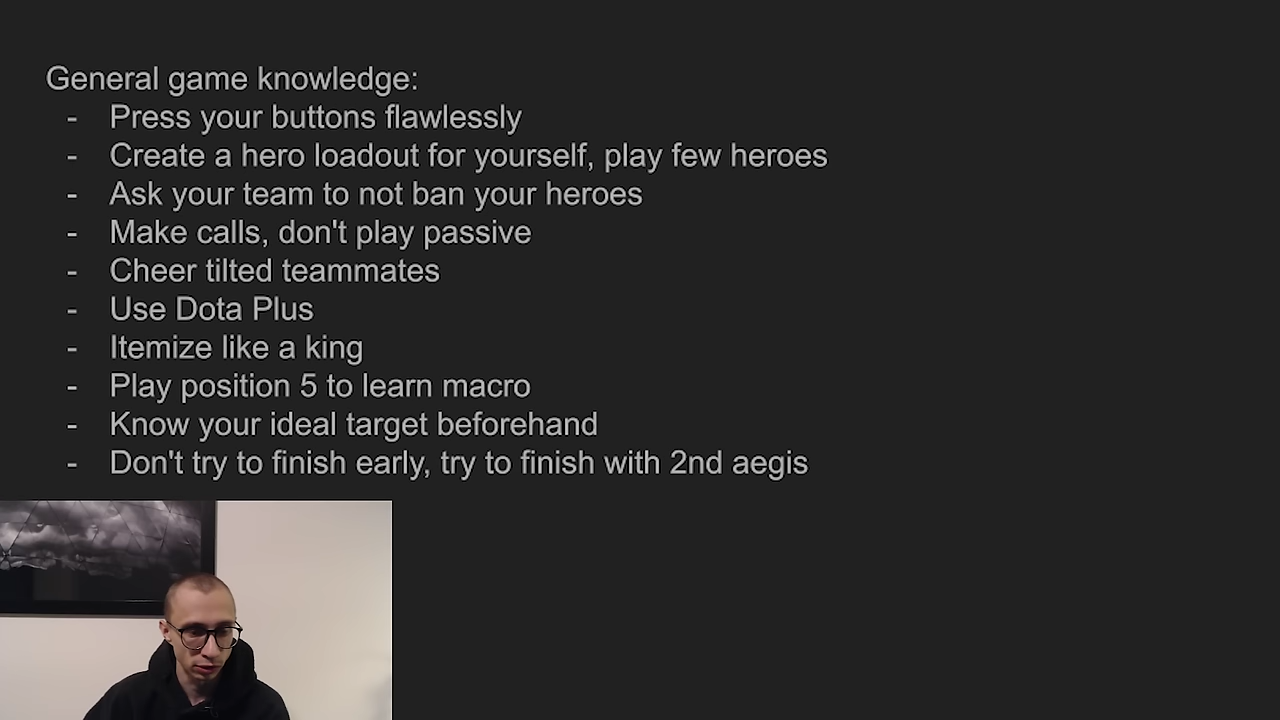 General game knowledge:
- Press your buttons flawlessly
- Create a hero loadout for yourself, play few heroes
- Ask your team to not ban your heroes
- Make calls, don't play passive
- Cheer tilted teammates
- Use Dota Plus
- Itemize like a king
- Play position 5 to learn macro
- Know your ideal target beforehand
- Don't try to finish early, try to finish with 2nd aegis